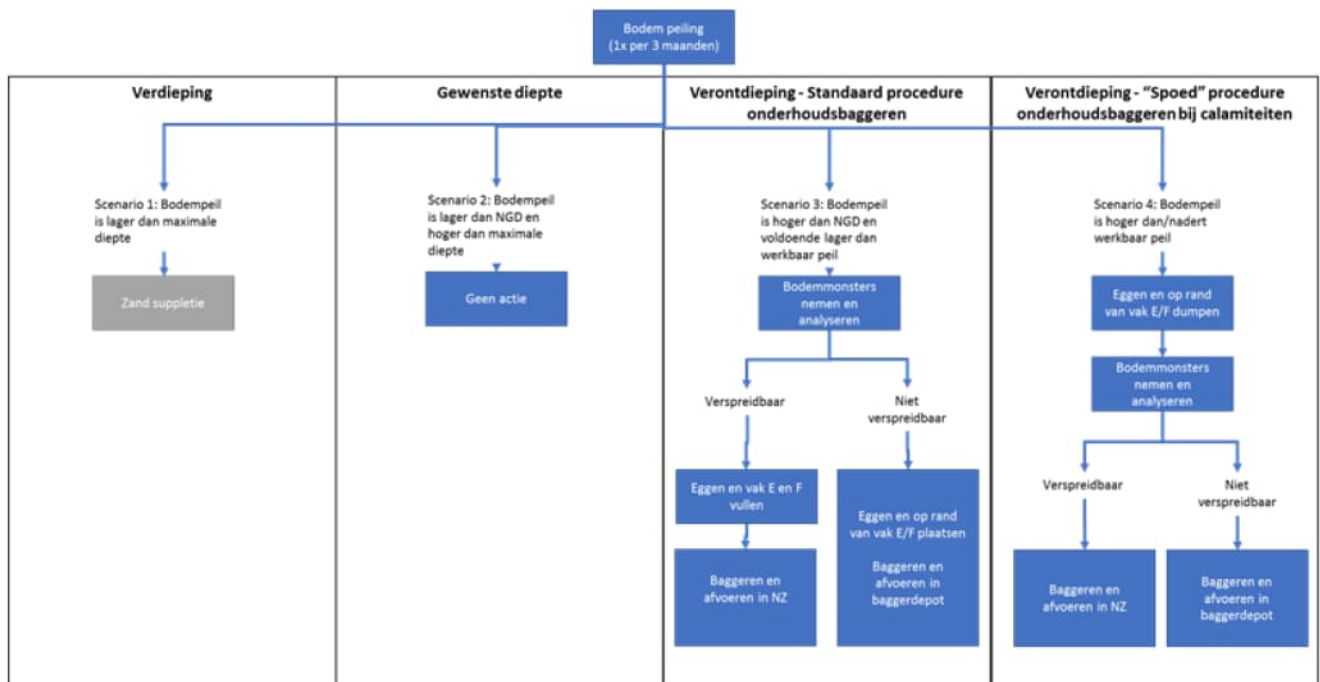 Bodem peiling
(1x per 3 maanden)
Verdieping
Gewenste diepte
Verontdieping - Standaard procedure
onderhoudsbaggeren
Verontdieping - “Spoed” procedure
onderhoudsbaggeren bij calamiteiten
Scenario 1: Bodempeil
is lager dan maximale
diepte
Zand suppletie
Scenario 2: Bodempeil
is lager dan NGD en
hoger dan maximale
diepte
Geen actie
Scenario 3: Bodempeil
is hoger dan NGD en
voldoende lager dan
werkbaar peil
Bodemmonsters
nemen en
analyseren
Verspreidbaar
Niet
verspreidbaar
Eggen en vak E en F
vullen
Baggeren en
afvoeren in NZ
Eggen en op rand
van vak E/F plaatsen
Baggeren en
afvoeren in
baggerdepot
Scenario 4: Bodempeil
is hoger dan/nadert
werkbaar peil
Eggen en op rand
van vak E/F dumpen
Bodemmonsters
nemen en
analyseren
Verspreidbaar
Niet
verspreidbaar
Baggeren en
afvoeren in NZ
Baggeren en
afvoeren in
baggerdepot